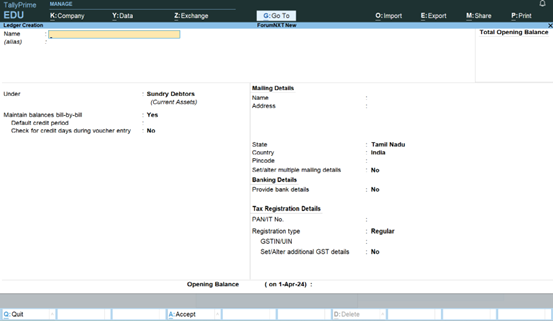 TallyPrime MANAGE
EDU K:Company Y:Data Z:Exchange G:Go To O:Import E:Export M:Share P:Print
Ledger Creation ForumNXT New X
Name : Total Opening Balance
(alias) :
Under : Sundry Debtors
(Current Assets)
Maintain balances bill-by-bill : Yes
Default credit period :
Check for credit days during voucher entry : No
Mailing Details
Name :
Address :
State : Tamil Nadu
Country : India
Pincode :
Set/alter multiple mailing details : No
Banking Details
Provide bank details : No
Tax Registration Details
PAN/IT No. :
Registration type : Regular
GSTIN/UIN :
Set/Alter additional GST details : No
Opening Balance ( on 1-Apr-24) :
Q: Quit A: Accept D: Delete